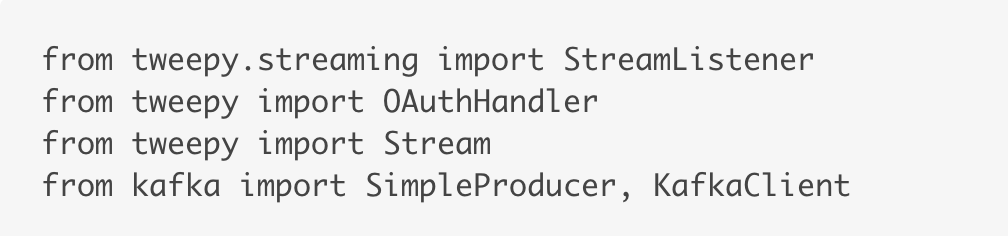 from tweepy.streaming import StreamListener
from tweepy import OAuthHandler
from tweepy import Stream
from kafka import SimpleProducer, KafkaClient